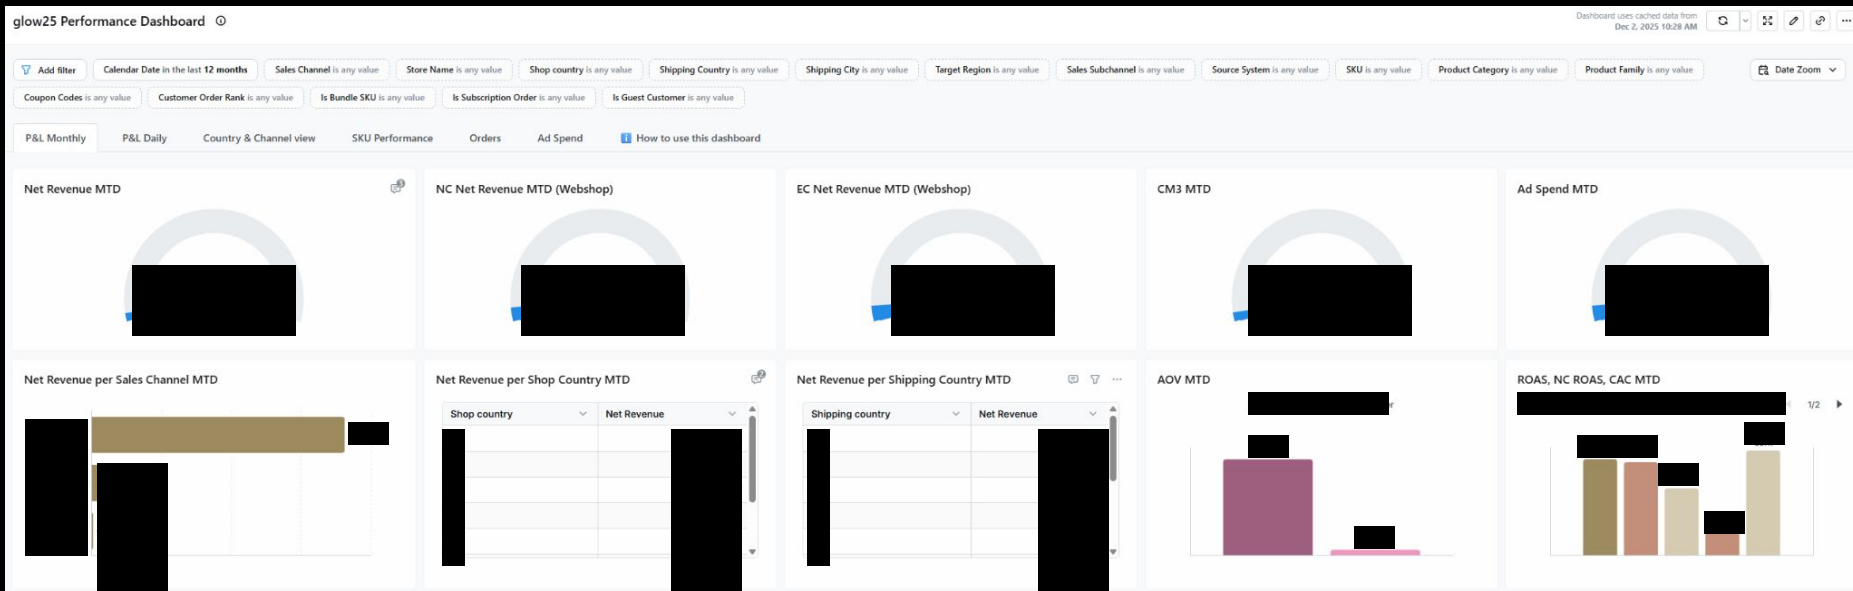 glow25 Performance Dashboard
Dashboard uses cached data from
Dec 2, 2025 10:28 AM
Add filter
Calendar Date in the last 12 months
Sales Channel is any value
Store Name is any value
Shop country is any value
Shipping Country is any value
Shipping City is any value
Target Region is any value
Sales Subchannel is any value
Source System is any value
SKU is any value
Product Category is any value
Product Family is any value
Date Zoom
Coupon Codes is any value
Customer Order Rank is any value
Is Bundle SKU is any value
Is Subscription Order is any value
Is Guest Customer is any value
P&L Monthly
P&L Daily
Country & Channel view
SKU Performance
Orders
Ad Spend
How to use this dashboard
Net Revenue MTD
NC Net Revenue MTD (Webshop)
EC Net Revenue MTD (Webshop)
CM3 MTD
Ad Spend MTD
Net Revenue per Sales Channel MTD
Net Revenue per Shop Country MTD
Shop country
Net Revenue
Net Revenue per Shipping Country MTD
Shipping country
Net Revenue
AOV MTD
ROAS, NC ROAS, CAC MTD
1/2